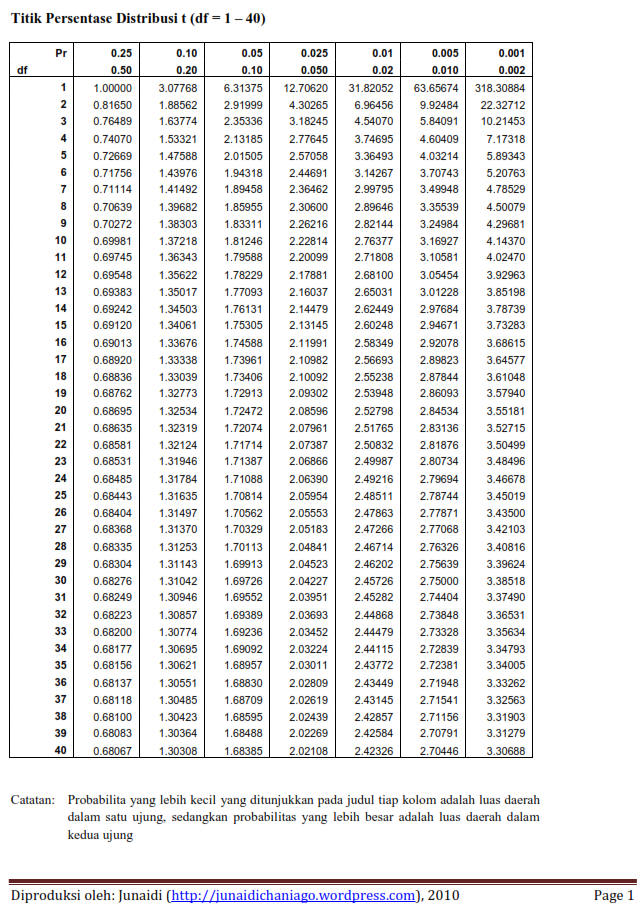 Titik Persentase Distribusi t (df = 1 – 40)
Pr 0.25 0.10 0.05 0.025 0.01 0.005 0.001
df 0.50 0.20 0.10 0.050 0.02 0.010 0.002
1 1.00000 3.07768 6.31375 12.70620 31.82052 63.65674 318.30884
2 0.81650 1.88562 2.91999 4.30265 6.96456 9.92484 22.32712
3 0.76489 1.63774 2.35336 3.18245 4.54070 5.84091 10.21453
4 0.74070 1.53321 2.13185 2.77645 3.74695 4.60409 7.17318
5 0.72669 1.47588 2.01505 2.57058 3.36493 4.03214 5.89343
6 0.71756 1.43976 1.94318 2.44691 3.14267 3.70743 5.20763
7 0.71114 1.41492 1.89458 2.36462 2.99795 3.49948 4.78529
8 0.70639 1.39682 1.85955 2.30600 2.89646 3.35539 4.50079
9 0.70272 1.38303 1.83311 2.26216 2.82144 3.24984 4.29681
10 0.69981 1.37218 1.81246 2.22814 2.76377 3.16927 4.14370
11 0.69745 1.36343 1.79588 2.20099 2.71808 3.10581 4.02470
12 0.69548 1.35622 1.78229 2.17881 2.68100 3.05454 3.92963
13 0.69383 1.35017 1.77093 2.16037 2.65031 3.01228 3.85198
14 0.69242 1.34503 1.76131 2.14479 2.62449 2.97684 3.78739
15 0.69120 1.34061 1.75305 2.13145 2.60248 2.94671 3.73283
16 0.69013 1.33676 1.74588 2.11991 2.58349 2.92078 3.68615
17 0.68920 1.33338 1.73961 2.10982 2.56693 2.89823 3.64577
18 0.68836 1.33039 1.73406 2.10092 2.55238 2.87844 3.61048
19 0.68762 1.32773 1.72913 2.09302 2.53948 2.86093 3.57940
20 0.68695 1.32534 1.72472 2.08596 2.52798 2.84534 3.55181
21 0.68635 1.32319 1.72074 2.07961 2.51765 2.83136 3.52715
22 0.68581 1.32124 1.71714 2.07387 2.50832 2.81876 3.50499
23 0.68531 1.31946 1.71387 2.06866 2.49987 2.80734 3.48496
24 0.68485 1.31784 1.71088 2.06390 2.49216 2.79694 3.46678
25 0.68443 1.31635 1.70814 2.05954 2.48511 2.78744 3.45019
26 0.68404 1.31497 1.70562 2.05553 2.47863 2.77871 3.43500
27 0.68368 1.31370 1.70329 2.05183 2.47266 2.77068 3.42103
28 0.68335 1.31253 1.70113 2.04841 2.46714 2.76326 3.40816
29 0.68304 1.31143 1.69913 2.04523 2.46202 2.75639 3.39624
30 0.68276 1.31042 1.69726 2.04227 2.45726 2.75000 3.38518
31 0.68249 1.30946 1.69552 2.03951 2.45282 2.74404 3.37490
32 0.68223 1.30857 1.69389 2.03693 2.44868 2.73848 3.36531
33 0.68200 1.30774 1.69236 2.03452 2.44479 2.73328 3.35634
34 0.68177 1.30695 1.69092 2.03224 2.44115 2.72839 3.34793
35 0.68156 1.30621 1.68957 2.03011 2.43772 2.72381 3.34005
36 0.68137 1.30551 1.68830 2.02809 2.43449 2.71948 3.33262
37 0.68118 1.30485 1.68709 2.02619 2.43145 2.71541 3.32563
38 0.68100 1.30423 1.68595 2.02439 2.42857 2.71156 3.31903
39 0.68083 1.30364 1.68488 2.02269 2.42584 2.70791 3.31279
40 0.68067 1.30308 1.68385 2.02108 2.42326 2.70446 3.30688
Catatan: Probabilita yang lebih kecil yang ditunjukkan pada judul tiap kolom adalah luas daerah
dalam satu ujung, sedangkan probabilitas yang lebih besar adalah luas daerah dalam
kedua ujung
Diproduksi oleh: Junaidi (http://junaidichaniago.wordpress.com), 2010 Page 1